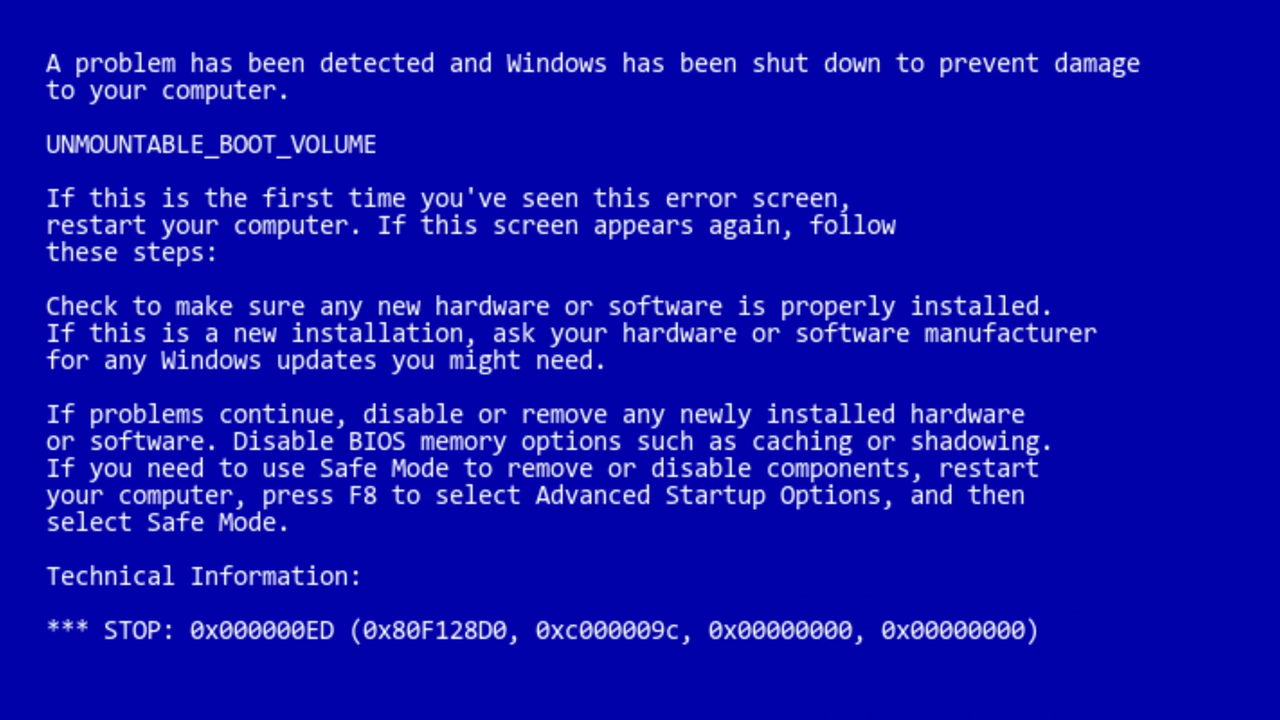 A problem has been detected and Windows has been shut down to prevent damage
to your computer.
UNMOUNTABLE_BOOT_VOLUME
If this is the first time you've seen this error screen,
restart your computer. If this screen appears again, follow
these steps:
Check to make sure any new hardware or software is properly installed.
If this is a new installation, ask your hardware or software manufacturer
for any Windows updates you might need.
If problems continue, disable or remove any newly installed hardware
or software. Disable BIOS memory options such as caching or shadowing.
If you need to use Safe Mode to remove or disable components, restart
your computer, press F8 to select Advanced Startup Options, and then
select Safe Mode.
Technical Information:
*** STOP: 0x000000ED (0x80F128D0, 0xc000009c, 0x00000000, 0x00000000)